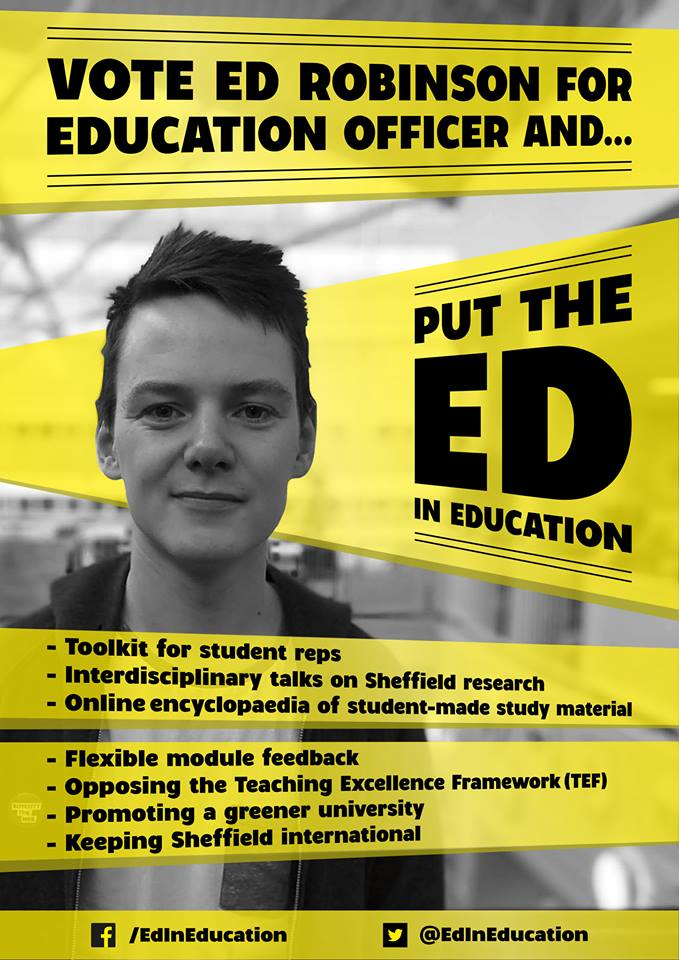 VOTE ED ROBINSON FOR
EDUCATION OFFICER AND...
PUT THE
ED
IN EDUCATION
- Toolkit for student reps
- Interdisciplinary talks on Sheffield research
- Online encyclopaedia of student-made study material
- Flexible module feedback
- Opposing the Teaching Excellence Framework (TEF)
- Promoting a greener university
- Keeping Sheffield international
/EdInEducation
@EdInEducation